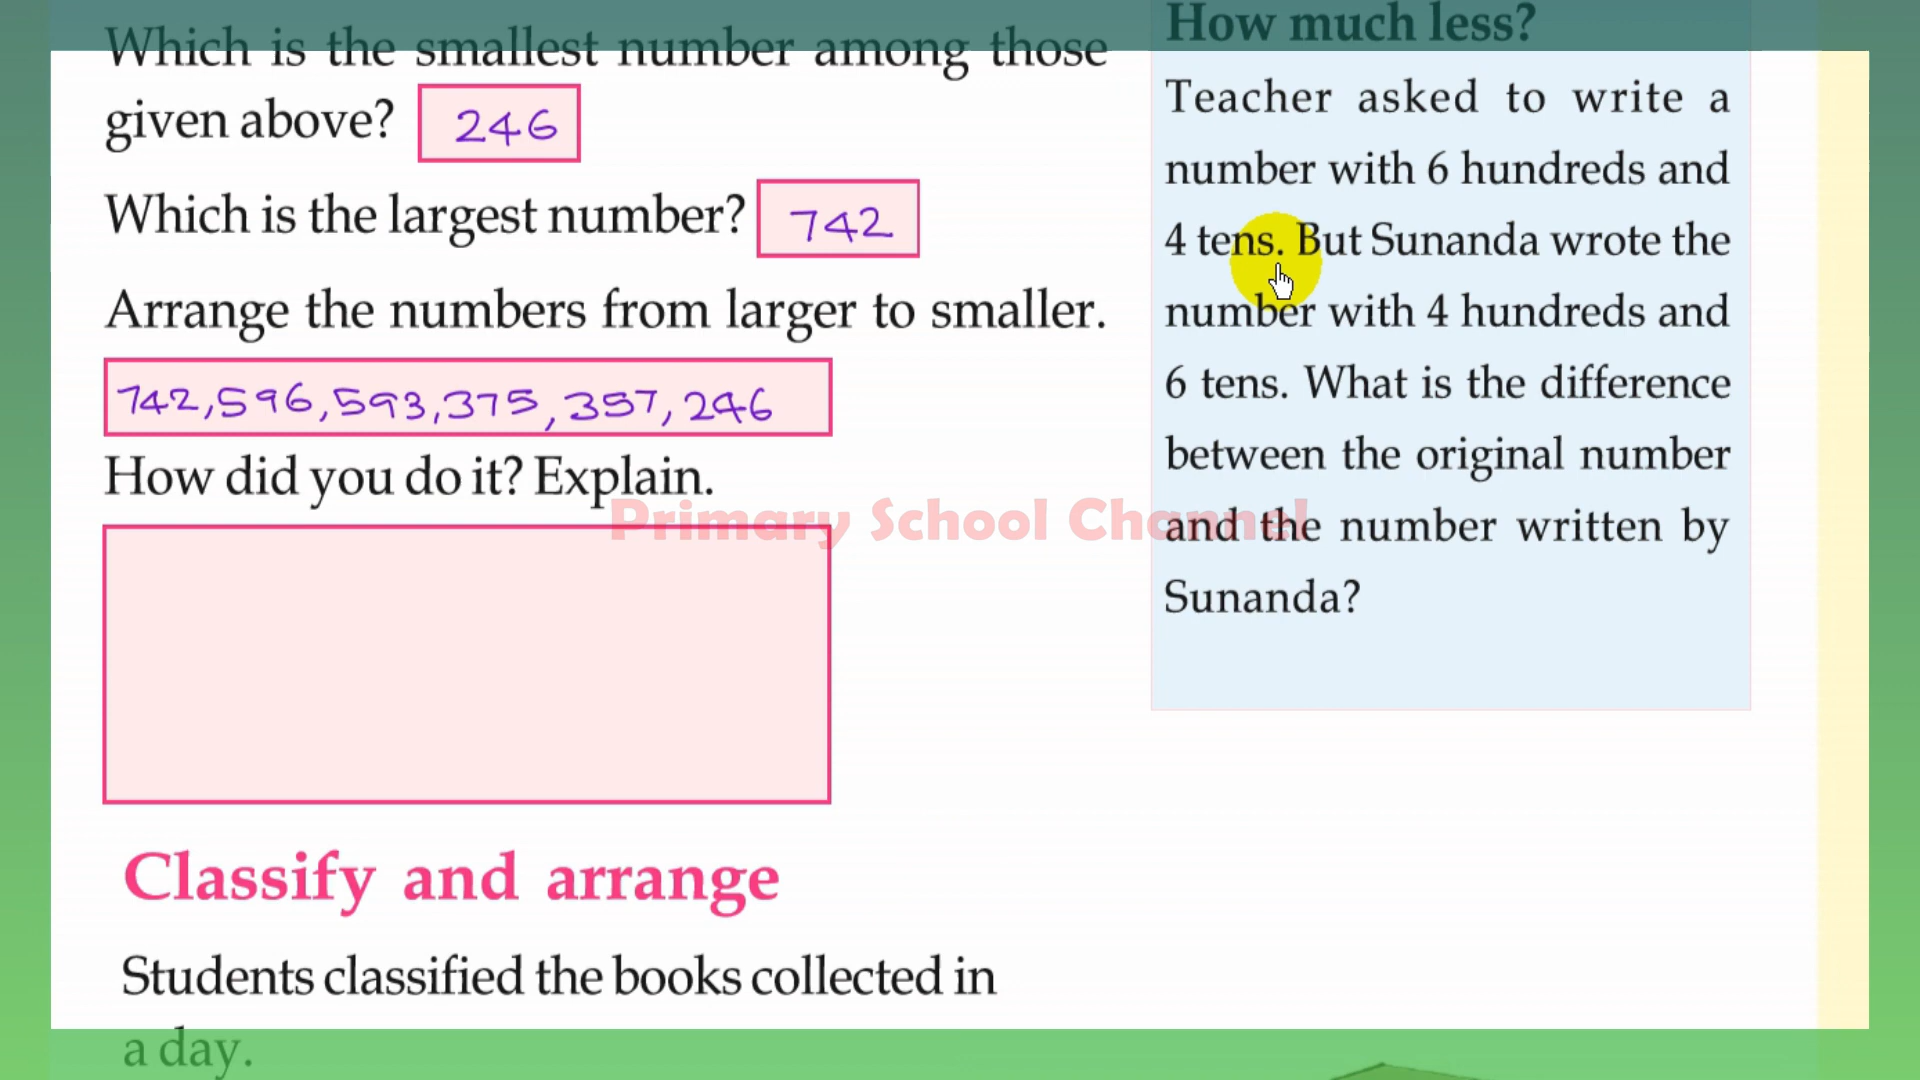 Which is the smallest number among those
given above? 246
Which is the largest number? 742
Arrange the numbers from larger to smaller.
742,596,593,375,357,246
How did you do it? Explain.
Classify and arrange
Students classified the books collected in
a day.
How much less?
Teacher asked to write a
number with 6 hundreds and
4 tens. But Sunanda wrote the
number with 4 hundreds and
6 tens. What is the difference
between the original number
and the number written by
Sunanda?
Primary School Channel